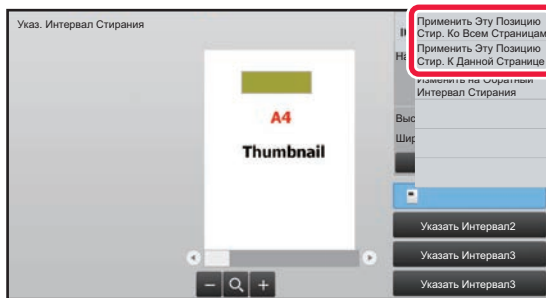 Указ. Интервал Стирания
Применить Эту Позицию
Стир. Ко Всем Страницам
Применить Эту Позицию
Стир. К Данной Странице
Изменить на Обратный
Интервал Стирания
A4
Thumbnail
Указать Интервал2
Указать Интервал3
Указать Интервал3